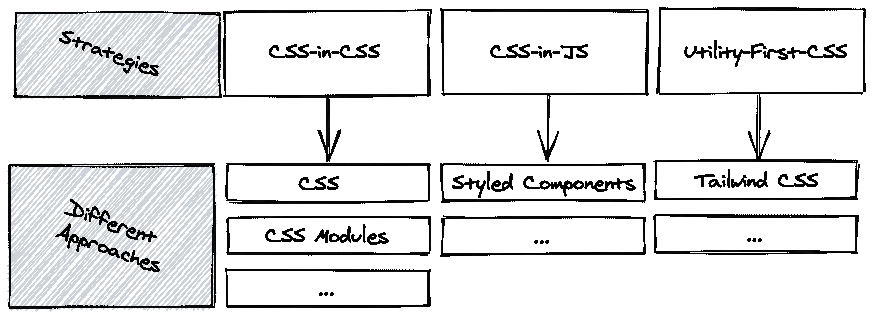 Strategies
CSS-in-CSS
CSS-in-JS
Utility-First-CSS
Different
Approaches
CSS
Styled Components
Tailwind CSS
CSS Modules
...
...
...